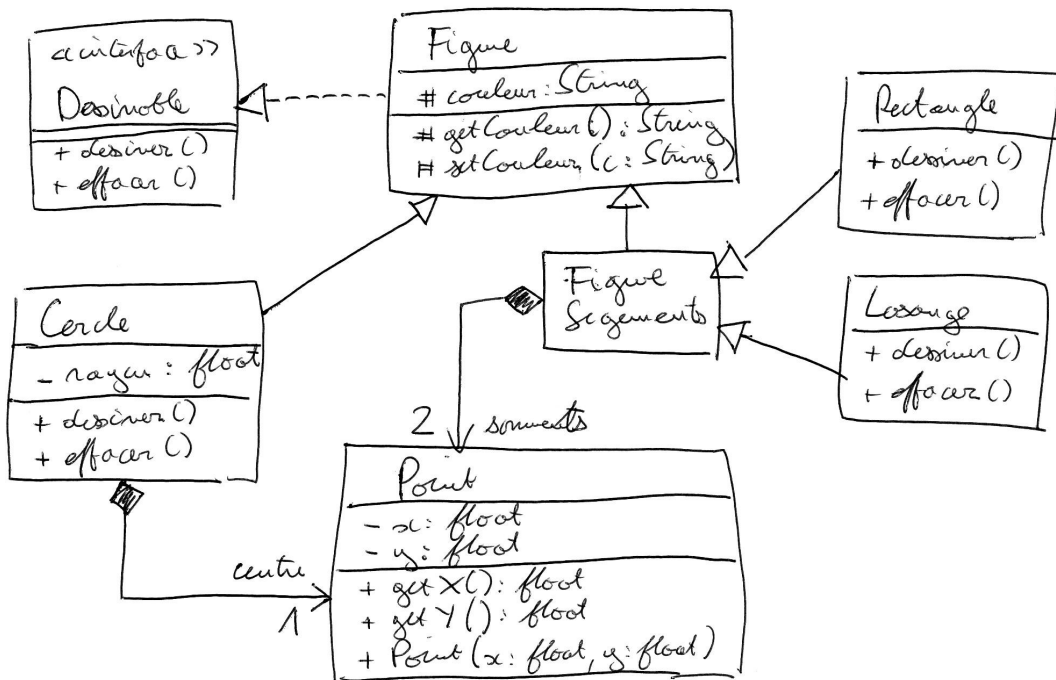 <<interface>>
Dessinable
+ dessiner()
+ effacer()
Figure
# couleur: String
# getCouleur(): String
# setCouleur(c: String)
Rectangle
+ dessiner()
+ effacer()
Cercle
- rayon: float
+ dessiner()
+ effacer()
Figure
Segments
Losange
+ dessiner()
+ effacer()
2 sommets
centre
1
Point
- x: float
- y: float
+ getX(): float
+ getY(): float
+ Point(x: float, y: float)